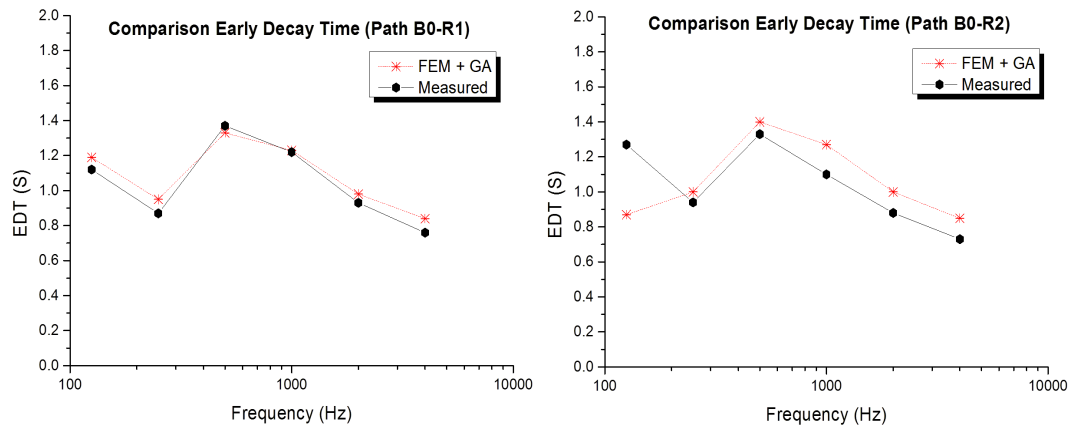 Comparison Early Decay Time (Path B0-R1)
FEM + GA
Measured
EDT (S)
2.0
1.8
1.6
1.4
1.2
1.0
0.8
0.6
0.4
0.2
0.0
100
1000
10000
Frequency (Hz)
Comparison Early Decay Time (Path B0-R2)
FEM + GA
Measured
EDT (S)
2.0
1.8
1.6
1.4
1.2
1.0
0.8
0.6
0.4
0.2
0.0
100
1000
10000
Frequency (Hz)